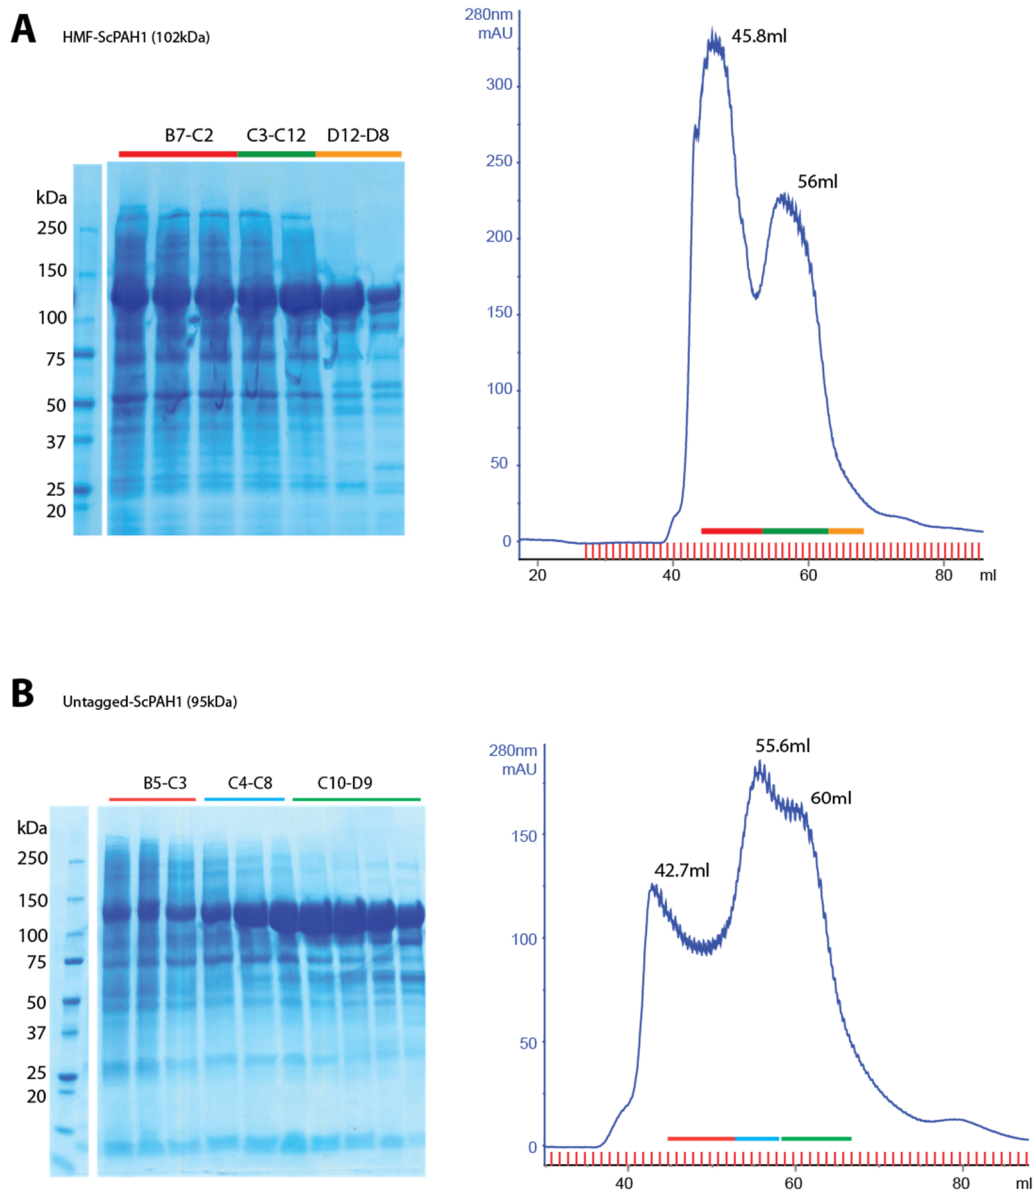 A
HMF-ScPAH1 (102kDa)
B7-C2 C3-C12 D12-D8
kDa
250
150
100
75
50
37
25
20
280nm
mAU
45.8ml
56ml
300
250
200
150
100
50
0
20 40 60 80 ml
B
Untagged-ScPAH1 (95kDa)
B5-C3 C4-C8 C10-D9
kDa
250
150
100
75
50
37
25
20
280nm
mAU
55.6ml
60ml
42.7ml
150
100
50
0
40 60 80 ml